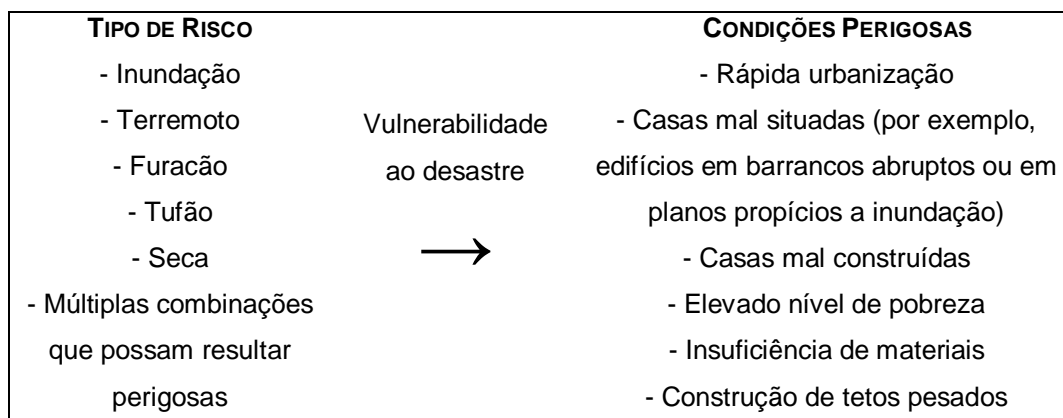 TIPO DE RISCO
- Inundação
- Terremoto
- Furacão
- Tufão
- Seca
- Múltiplas combinações
que possam resultar
perigosas
Vulnerabilidade
ao desastre
→
CONDIÇÕES PERIGOSAS
- Rápida urbanização
- Casas mal situadas (por exemplo,
edifícios em barrancos abruptos ou em
planos propícios a inundação)
- Casas mal construídas
- Elevado nível de pobreza
- Insuficiência de materiais
- Construção de tetos pesados